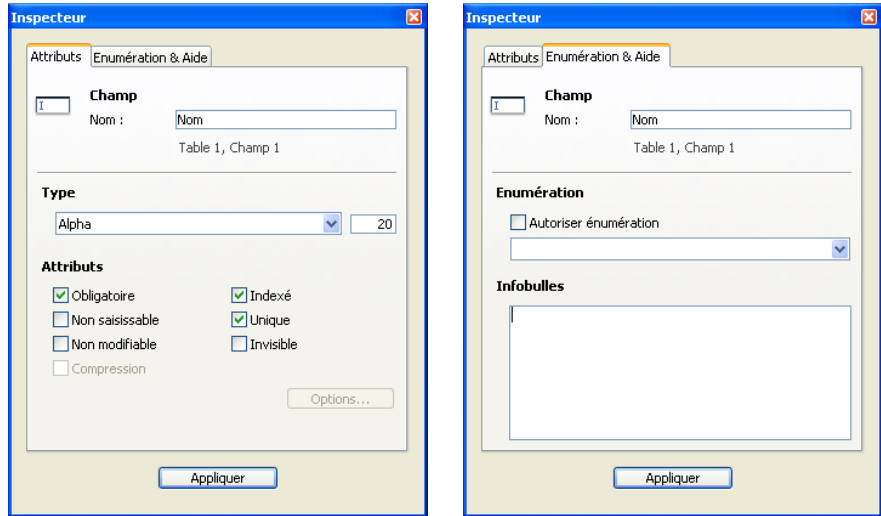 Inspecteur
Attributs Enumération & Aide
Champ
Nom : Nom
Table 1, Champ 1
Type
Alpha 20
Attributs
Obligatoire Indexé
Non saisissable Unique
Non modifiable Invisible
Compression
Options...
Appliquer
Inspecteur
Attributs Enumération & Aide
Champ
Nom : Nom
Table 1, Champ 1
Enumération
Autoriser énumération
Infobulles
Appliquer